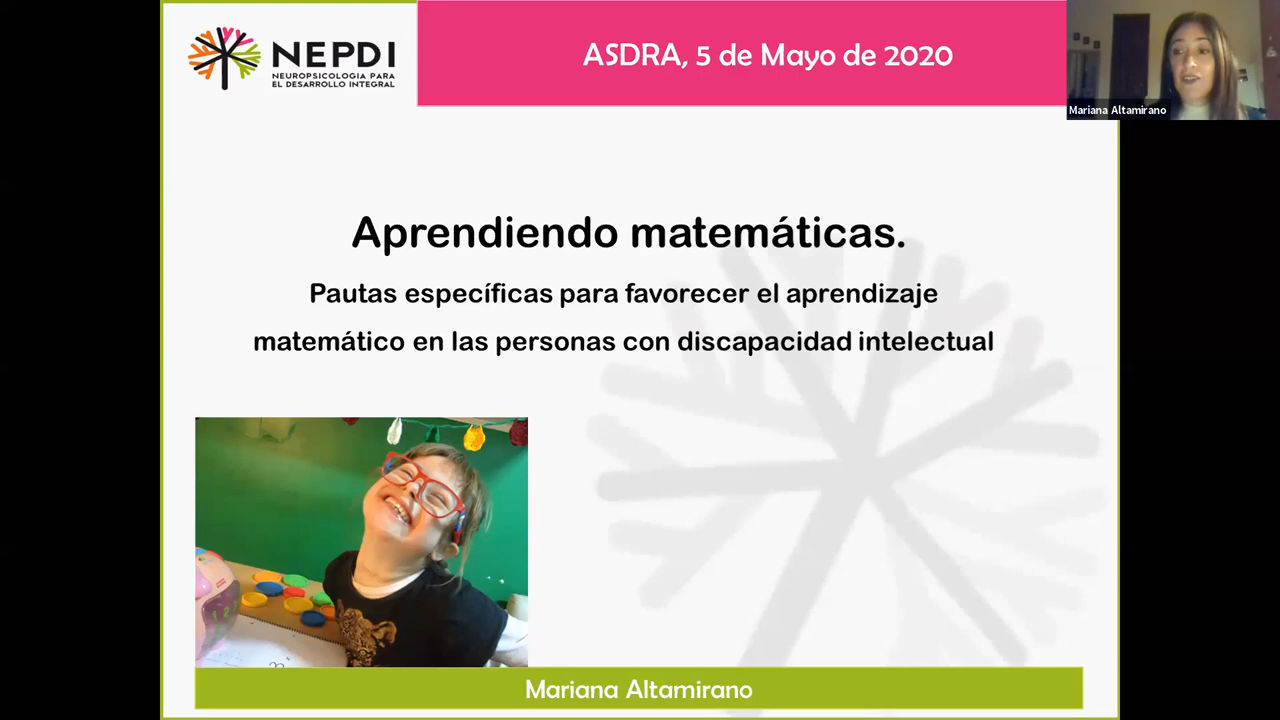 NEPDI
NEUROPSICOLOGIA PARA
EL DESARROLLO INTEGRAL
ASDRA, 5 de Mayo de 2020
Mariana Altamirano
Aprendiendo matemáticas.
Pautas específicas para favorecer el aprendizaje
matemático en las personas con discapacidad intelectual
Mariana Altamirano